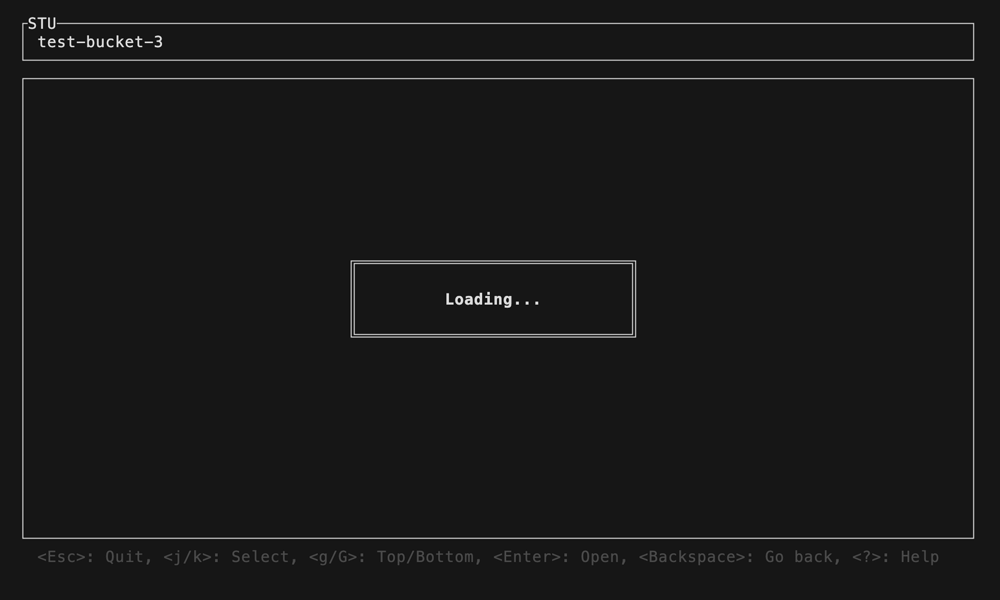 STU
test-bucket-3
Loading...
<Esc>: Quit, <j/k>: Select, <g/G>: Top/Bottom, <Enter>: Open, <Backspace>: Go back, <?>: Help